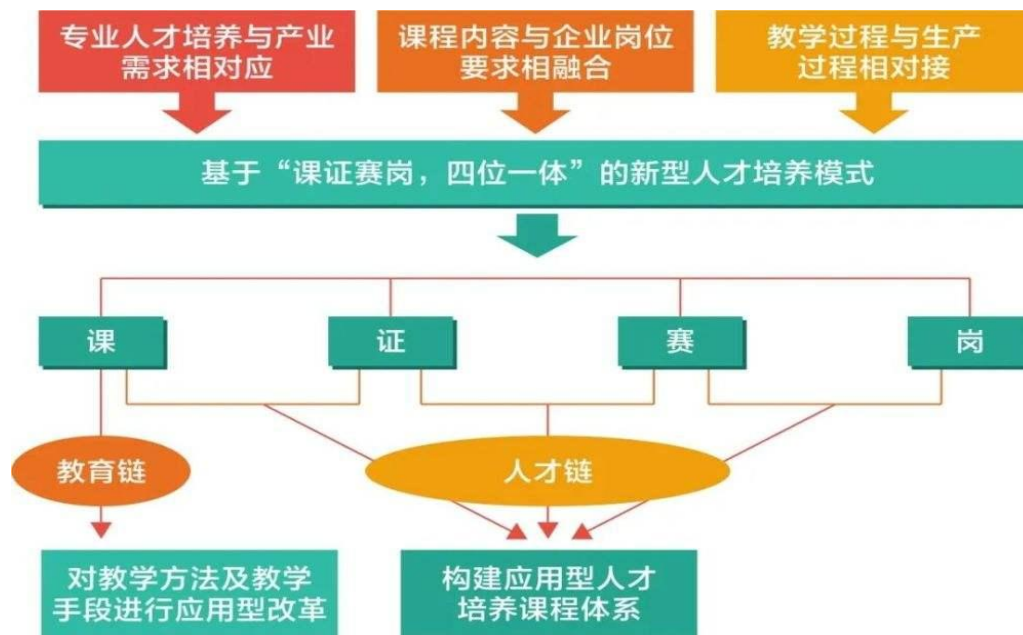 专业人才培养与产业
需求相对应
课程内容与企业岗位
要求相融合
教学过程与生产
过程相对接
基于“课证赛岗，四位一体”的新型人才培养模式
课
证
赛
岗
教育链
人才链
对教学方法及教学
手段进行应用型改革
构建应用型人才
培养课程体系